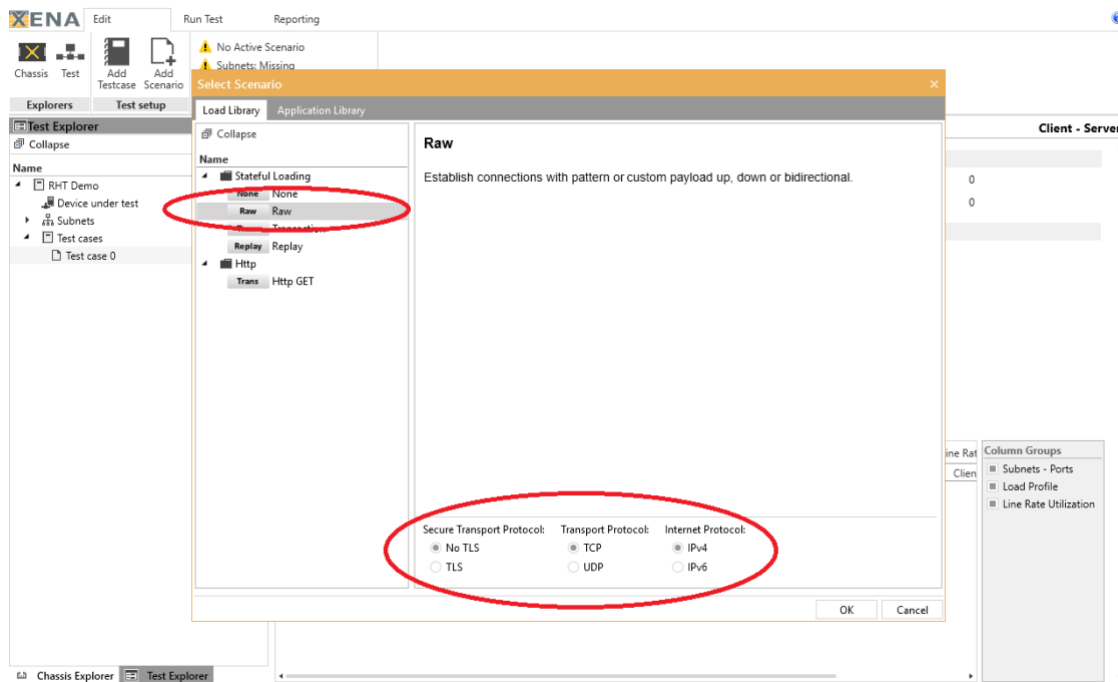 XENA
Edit
Run Test
Reporting
Chassis
Test
Add Testcase
Add Scenario
No Active Scenario
Subnets: Missing
Explorers
Test setup
Select Scenario
Load Library
Application Library
Test Explorer
Collapse
Name
RHT Demo
Device under test
Subnets
Test cases
Test case 0
Collapse
Name
Stateful Loading
None None
Raw Raw
Transaction
Replay Replay
Http
Trans Http GET
Raw
Establish connections with pattern or custom payload up, down or bidirectional.
Secure Transport Protocol:
No TLS
TLS
Transport Protocol:
TCP
UDP
Internet Protocol:
IPv4
IPv6
OK
Cancel
Client - Server
0
0
ine Rat
Clien
Column Groups
Subnets - Ports
Load Profile
Line Rate Utilization
Chassis Explorer
Test Explorer